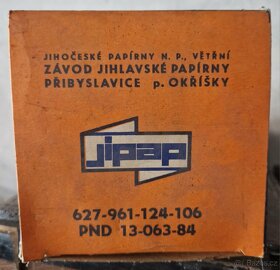 JIHOČESKÉ PAPÍRNY N. P., VĚTŘNÍ
ZÁVOD JIHLAVSKÉ PAPÍRNY
PŘIBYSLAVICE p. OKŘÍŠKY
jipap
627-961-124-106
PND 13-063-84